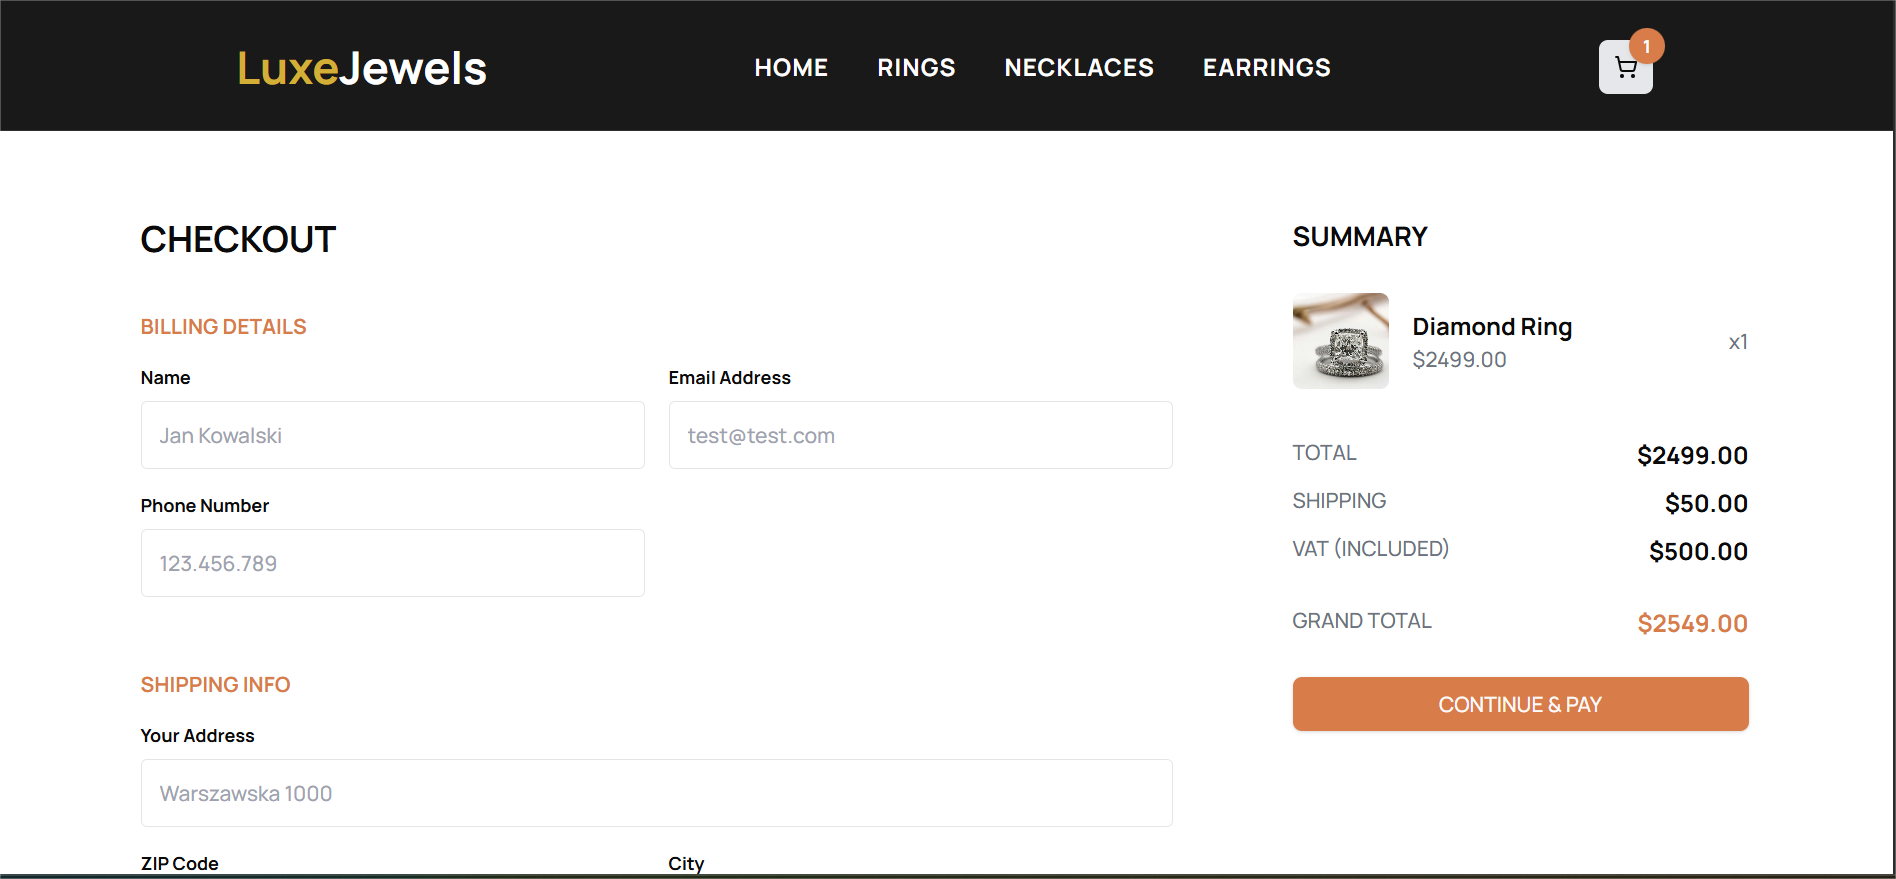 LuxeJewels
HOME RINGS NECKLACES EARRINGS
1
CHECKOUT
BILLING DETAILS
Name
Jan Kowalski
Email Address
test@test.com
Phone Number
123.456.789
SHIPPING INFO
Your Address
Warszawska 1000
ZIP Code
City
SUMMARY
Diamond Ring
$2499.00
x1
TOTAL $2499.00
SHIPPING $50.00
VAT (INCLUDED) $500.00
GRAND TOTAL $2549.00
CONTINUE & PAY